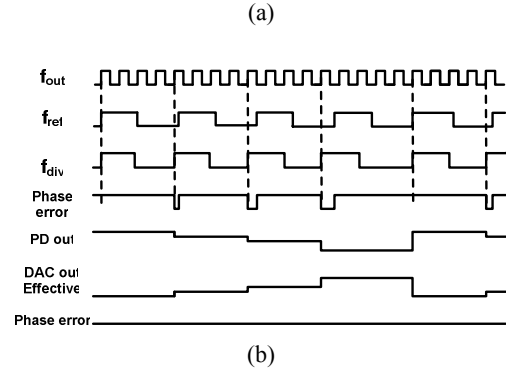 (a)
fout
fref
fdiv
Phase
error
PD out
DAC out
Effective
Phase error
(b)